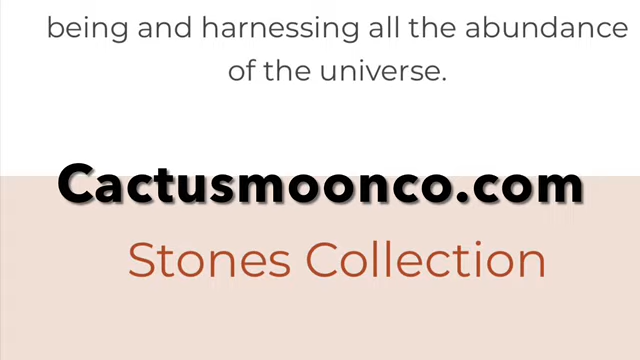 being and harnessing all the abundance
of the universe.
Cactusmoonco.com
Stones Collection